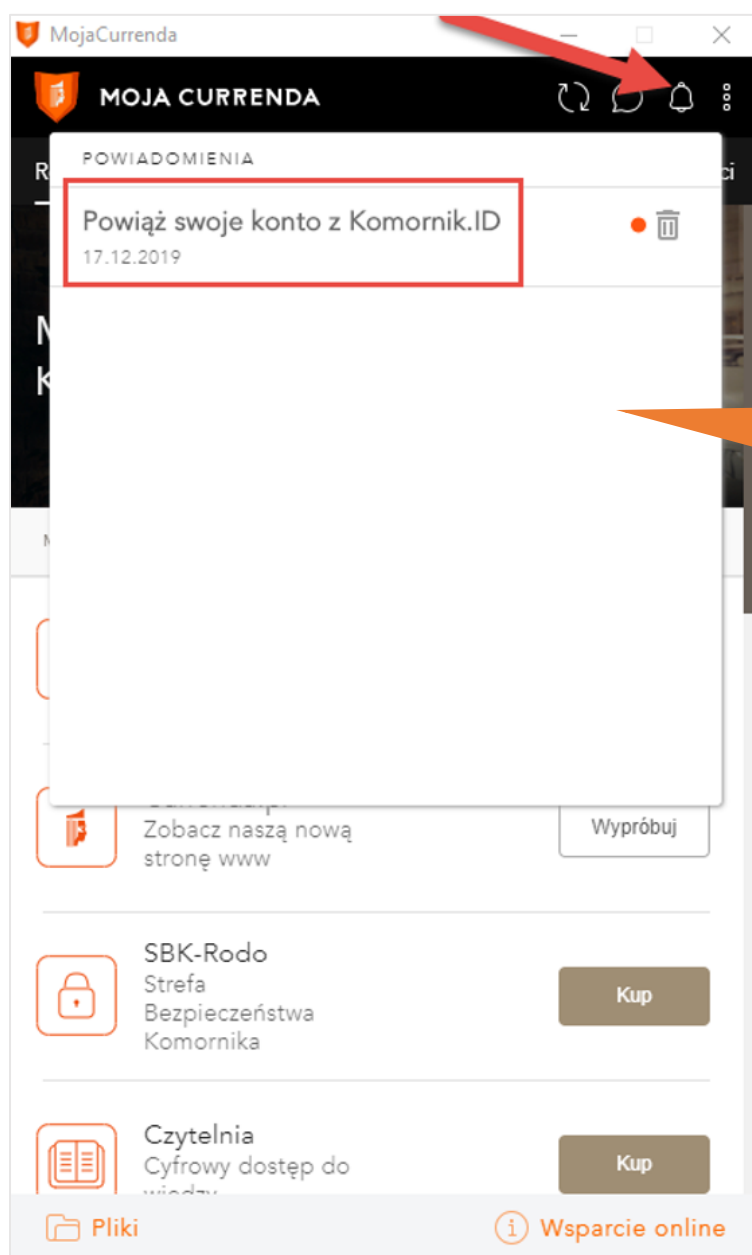 MojaCurrenda
MOJA CURRENDA
POWIADOMIENIA
Powiąż swoje konto z Komornik.ID
17.12.2019
Zobacz naszą nową
stronę www
Wypróbuj
SBK-Rodo
Strefa
Bezpieczeństwa
Komornika
Kup
Czytelnia
Cyfrowy dostęp do
Kup
Pliki
Wsparcie online